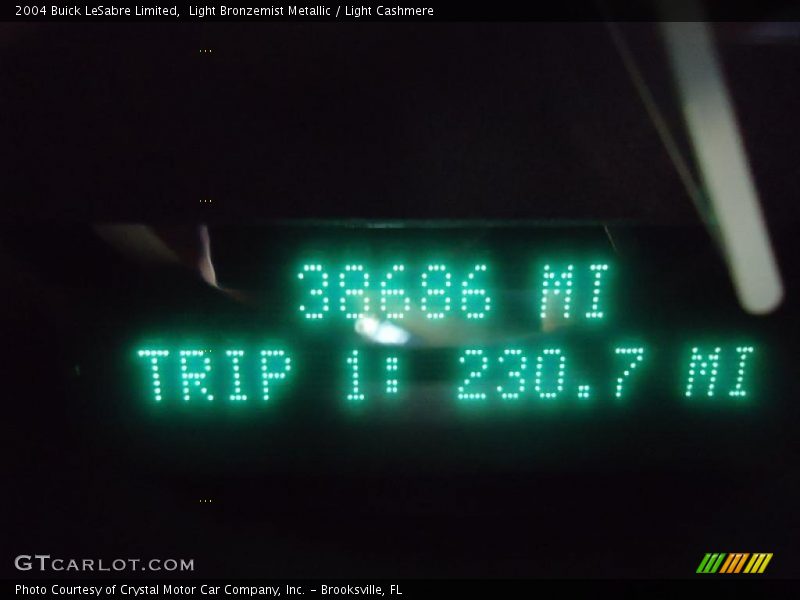 2004 Buick LeSabre Limited, Light Bronzemist Metallic / Light Cashmere
38686 MI
TRIP 1: 230.7 MI
GTCARLOT.COM
Photo Courtesy of Crystal Motor Car Company, Inc. - Brooksville, FL